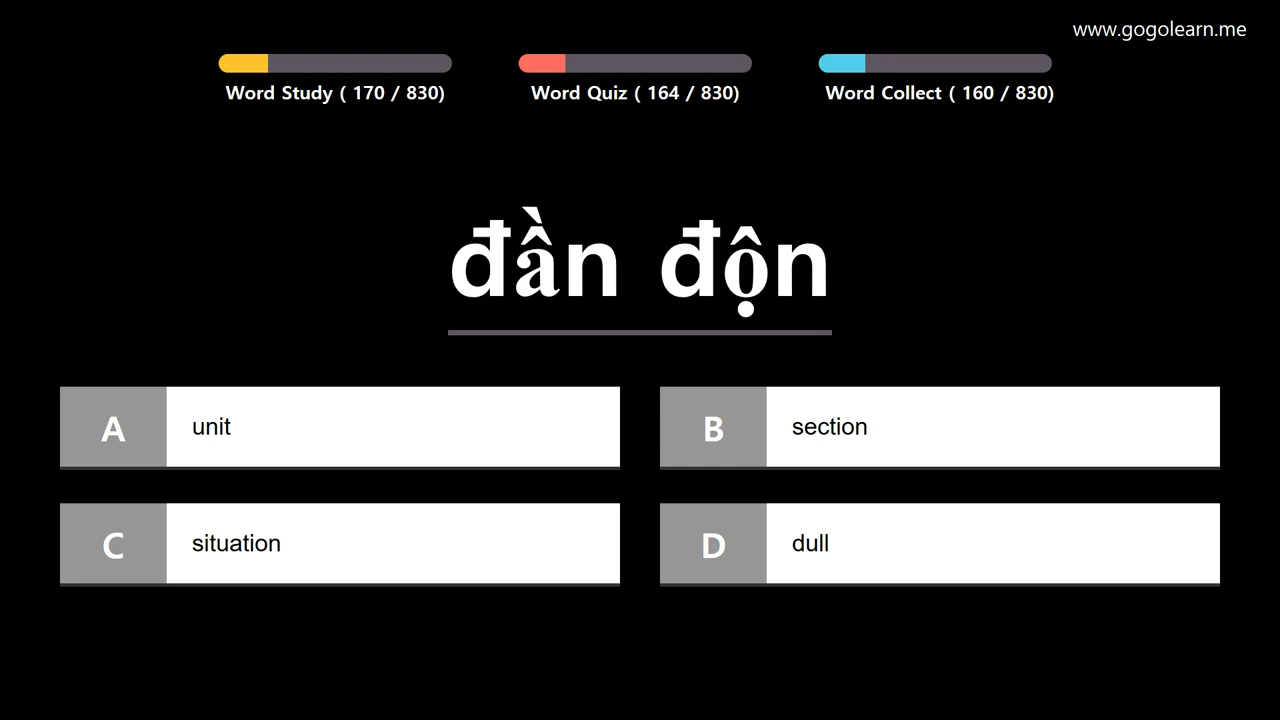 www.gogolearn.me
Word Study ( 170 / 830)
Word Quiz ( 164 / 830)
Word Collect ( 160 / 830)
đần độn
A unit
B section
C situation
D dull